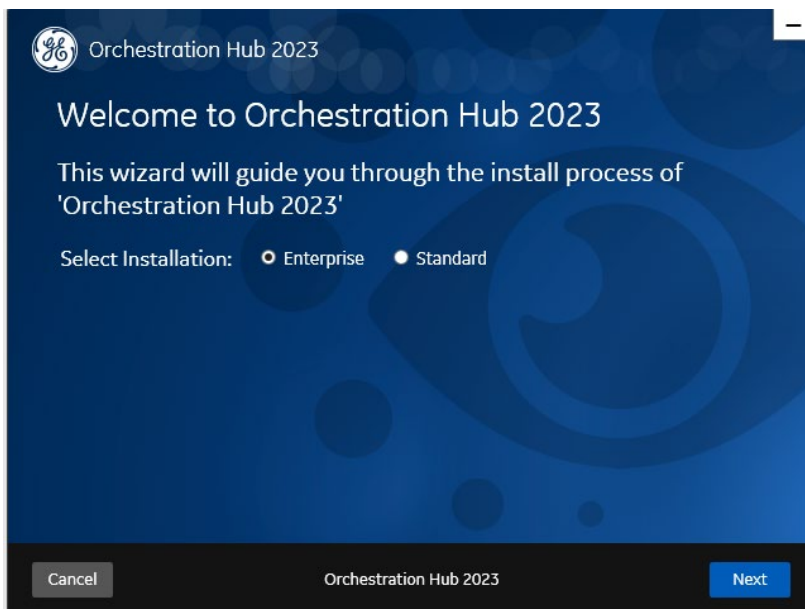 Orchestration Hub 2023
Welcome to Orchestration Hub 2023
This wizard will guide you through the install process of
'Orchestration Hub 2023'
Select Installation: Enterprise Standard
Cancel Orchestration Hub 2023 Next